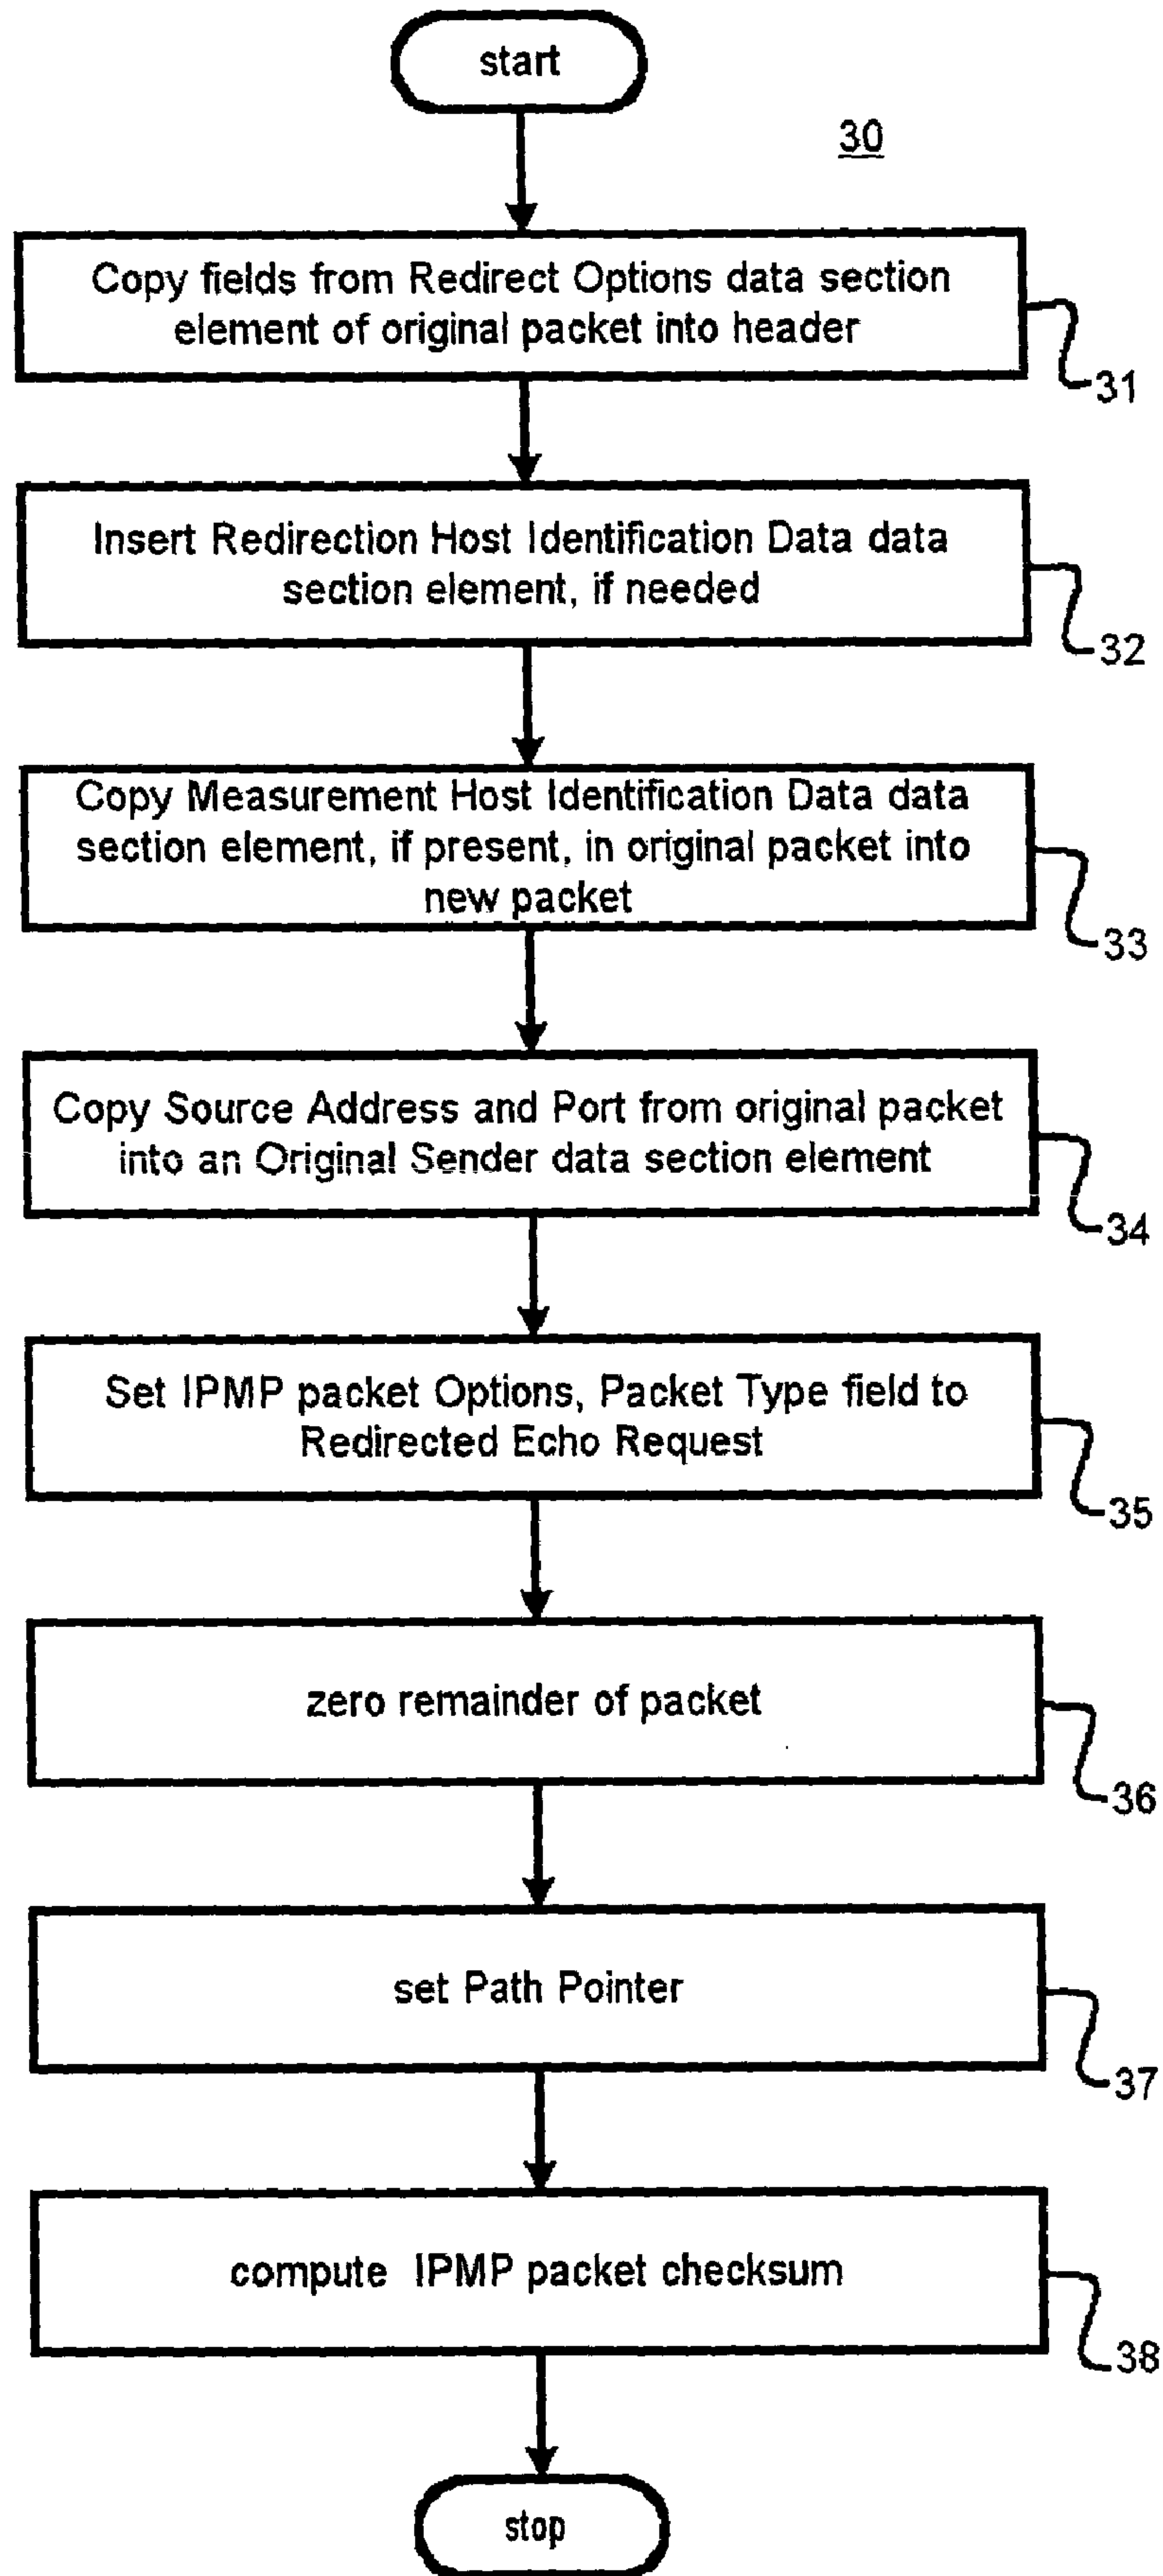 start
30
Copy fields from Redirect Options data section
element of original packet into header
31
Insert Redirection Host Identification Data data
section element, if needed
32
Copy Measurement Host Identification Data data
section element, if present, in original packet into
new packet
33
Copy Source Address and Port from original packet
into an Original Sender data section element
34
Set IPMP packet Options, Packet Type field to
Redirected Echo Request
35
zero remainder of packet
36
set Path Pointer
37
compute IPMP packet checksum
38
stop